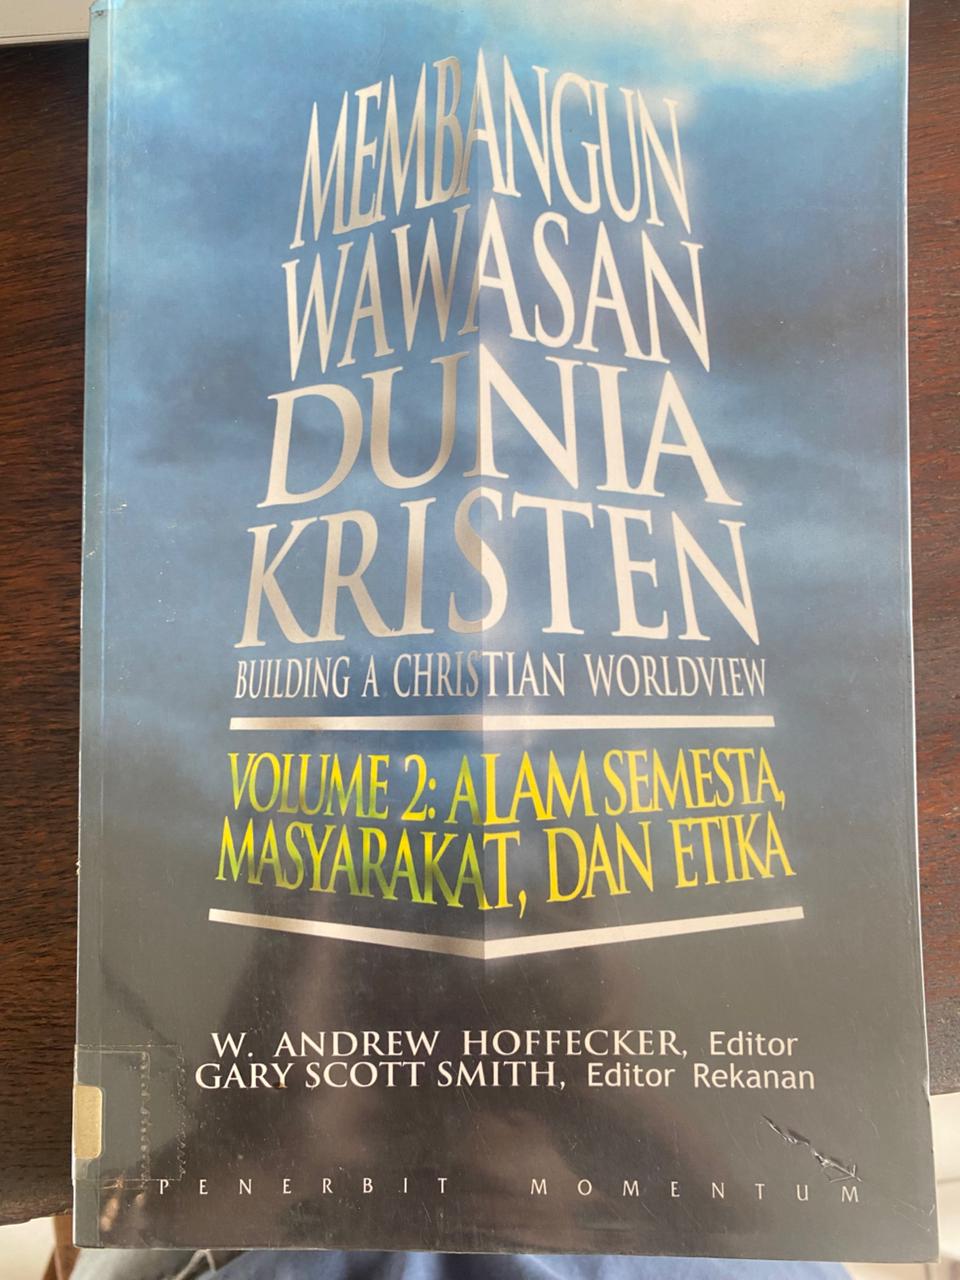 MEMBANGUN
WAWASAN
DUNIA
KRISTEN
BUILDING A CHRISTIAN WORLDVIEW
VOLUME 2: ALAM SEMESTA,
MASYARAKAT, DAN ETIKA
W. ANDREW HOFFECKER, Editor
GARY SCOTT SMITH, Editor Rekanan
PENERBIT MOMENTUM